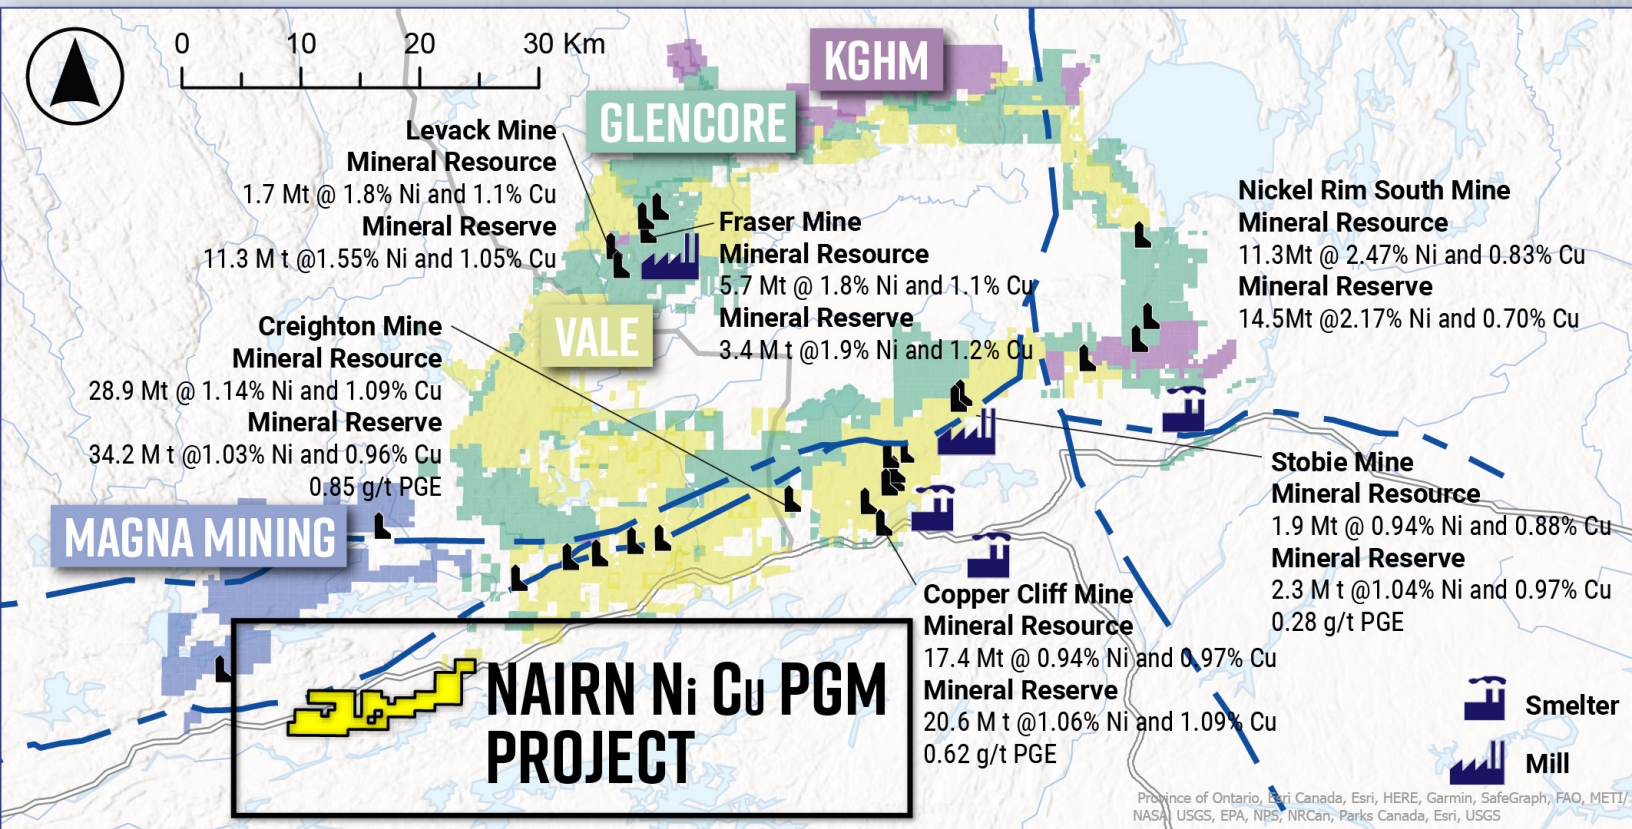 0 10 20 30 Km
KGHM
GLENCORE
Levack Mine
Mineral Resource
1.7 Mt @ 1.8% Ni and 1.1% Cu
Mineral Reserve
11.3 M t @1.55% Ni and 1.05% Cu
Fraser Mine
Mineral Resource
5.7 Mt @ 1.8% Ni and 1.1% Cu
Mineral Reserve
3.4 M t @1.9% Ni and 1.2% Cu
Nickel Rim South Mine
Mineral Resource
11.3Mt @ 2.47% Ni and 0.83% Cu
Mineral Reserve
14.5Mt @2.17% Ni and 0.70% Cu
VALE
Creighton Mine
Mineral Resource
28.9 Mt @ 1.14% Ni and 1.09% Cu
Mineral Reserve
34.2 M t @1.03% Ni and 0.96% Cu
0.85 g/t PGE
MAGNA MINING
Stobie Mine
Mineral Resource
1.9 Mt @ 0.94% Ni and 0.88% Cu
Mineral Reserve
2.3 M t @1.04% Ni and 0.97% Cu
0.28 g/t PGE
Copper Cliff Mine
Mineral Resource
17.4 Mt @ 0.94% Ni and 0.97% Cu
Mineral Reserve
20.6 M t @1.06% Ni and 1.09% Cu
0.62 g/t PGE
NAIRN Ni Cu PGM
PROJECT
Smelter
Mill
Province of Ontario, Esri Canada, Esri, HERE, Garmin, SafeGraph, FAO, METI/
NASA, USGS, EPA, NPS, NRCan, Parks Canada, Esri, USGS